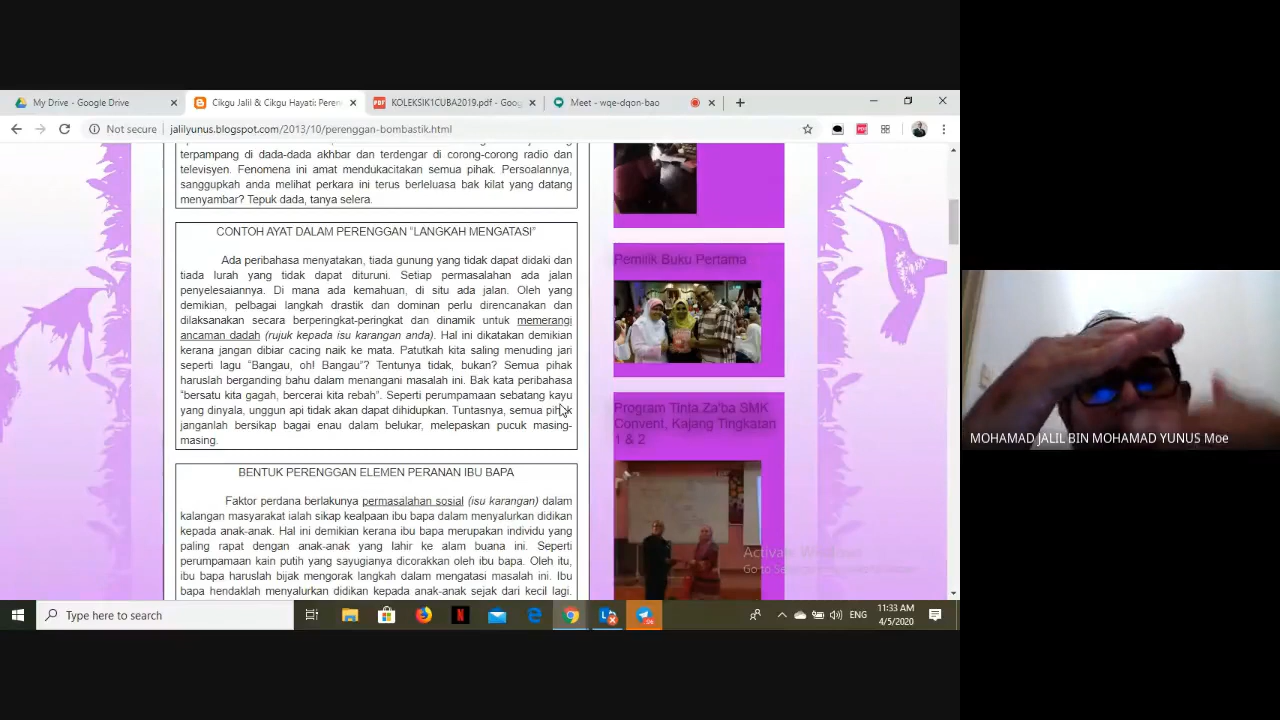 My Drive - Google Drive
Cikgu Jalil & Cikgu Hayati: Peren
KOLEKSIK1CUBA2019.pdf - Goo
Meet - wqe-dqon-bao
Not secure
jalilyunus.blogspot.com/2013/10/perenggan-bombastik.html
terpampang di dada-dada akhbar dan terdengar di corong-corong radio dan
televisyen. Fenomena ini amat mendukacitakan semua pihak. Persoalannya,
sanggupkah anda melihat perkara ini terus berleluasa bak kilat yang datang
menyambar? Tepuk dada, tanya selera.
CONTOH AYAT DALAM PERENGGAN “LANGKAH MENGATASI”
Ada peribahasa menyatakan, tiada gunung yang tidak dapat didaki dan
tiada lurah yang tidak dapat dituruni. Setiap permasalahan ada jalan
penyelesaiannya. Di mana ada kemahuan, di situ ada jalan. Oleh yang
demikian, pelbagai langkah drastik dan dominan perlu direncanakan dan
dilaksanakan secara berperingkat-peringkat dan dinamik untuk memerangi
ancaman dadah (rujuk kepada isu karangan anda). Hal ini dikatakan demikian
kerana jangan dibiar cacing naik ke mata. Patutkah kita saling menuding jari
seperti lagu “Bangau, oh! Bangau”? Tentunya tidak, bukan? Semua pihak
haruslah berganding bahu dalam menangani masalah ini. Bak kata peribahasa
“bersatu kita gagah, bercerai kita rebah”. Seperti perumpamaan sebatang kayu
yang dinyala, unggun api tidak akan dapat dihidupkan. Tuntasnya, semua pihak
janganlah bersikap bagai enau dalam belukar, melepaskan pucuk masing-
masing.
BENTUK PERENGGAN ELEMEN PERANAN IBU BAPA
Faktor perdana berlakunya permasalahan sosial (isu karangan) dalam
kalangan masyarakat ialah sikap kealpaan ibu bapa dalam menyalurkan didikan
kepada anak-anak. Hal ini demikian kerana ibu bapa merupakan individu yang
paling rapat dengan anak-anak yang lahir ke alam buana ini. Seperti
perumpamaan kain putih yang sayugianya dicorakkan oleh ibu bapa. Oleh itu,
ibu bapa haruslah bijak mengorak langkah dalam mengatasi masalah ini. Ibu
bapa hendaklah menyalurkan didikan kepada anak-anak sejak dari kecil lagi.
Pemilik Buku Pertama
Program Tinta Za'ba SMK
Convent, Kajang Tingkatan
1 & 2
Activate Windows
MOHAMAD JALIL BIN MOHAMAD YUNUS Moe
Type here to search
ENG
11:33 AM
4/5/2020